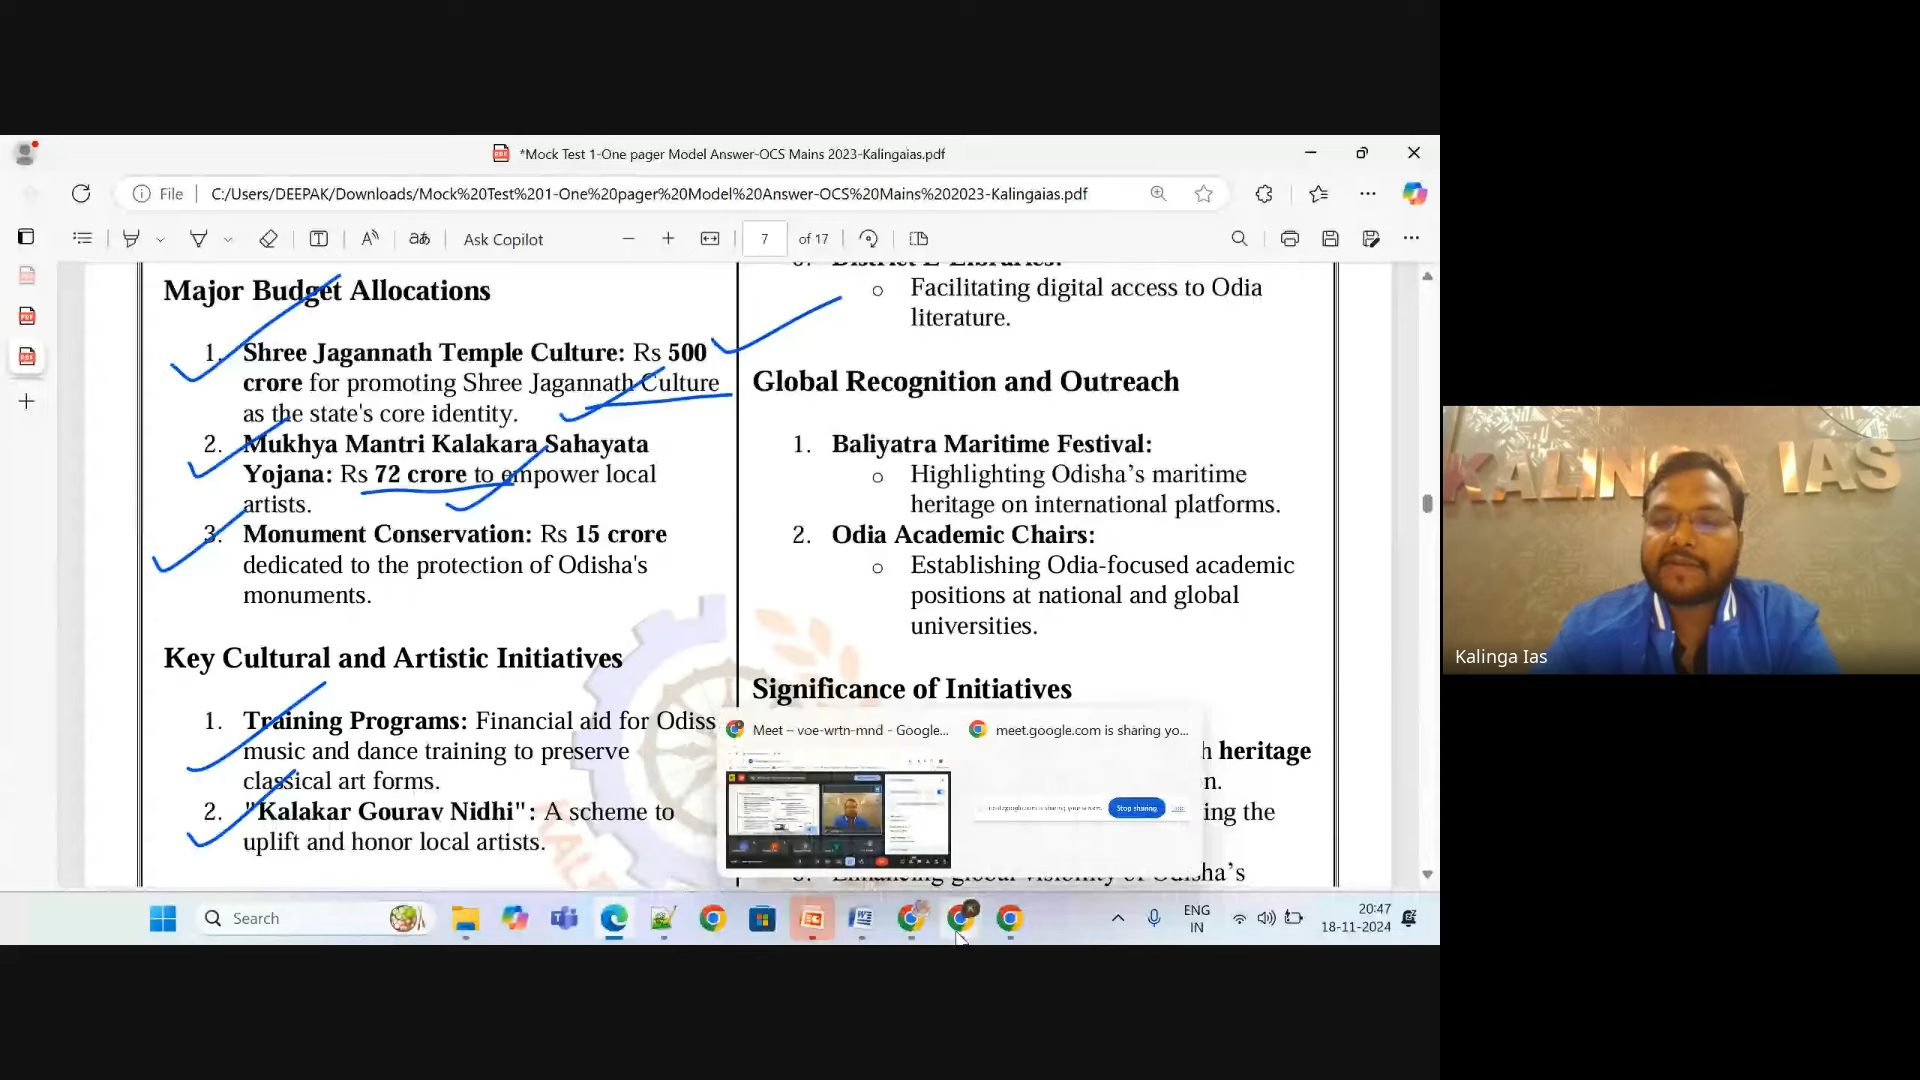 *Mock Test 1-One pager Model Answer-OCS Mains 2023-Kalingaias.pdf
File
C:/Users/DEEPAK/Downloads/Mock%20Test%201-One%20pager%20Model%20Answer-OCS%20Mains%202023-Kalingaias.pdf
Ask Copilot
7 of 17
Major Budget Allocations
1. Shree Jagannath Temple Culture: Rs 500
crore for promoting Shree Jagannath Culture
as the state's core identity.
2. Mukhya Mantri Kalakara Sahayata
Yojana: Rs 72 crore to empower local
artists.
3. Monument Conservation: Rs 15 crore
dedicated to the protection of Odisha's
monuments.
Key Cultural and Artistic Initiatives
1. Training Programs: Financial aid for Odiss
music and dance training to preserve
classical art forms.
2. "Kalakar Gourav Nidhi": A scheme to
uplift and honor local artists.
District E-Libraries:
o Facilitating digital access to Odia
literature.
Global Recognition and Outreach
1. Baliyatra Maritime Festival:
o Highlighting Odisha’s maritime
heritage on international platforms.
2. Odia Academic Chairs:
o Establishing Odia-focused academic
positions at national and global
universities.
Significance of Initiatives
heritage
n.
ing the
Enhancing global visibility of Odisha’s
Meet – voe-wrtn-mnd - Google...
meet.google.com is sharing yo...
Stop sharing
Search
ENG
IN
20:47
18-11-2024
KALINGA IAS
Kalinga Ias